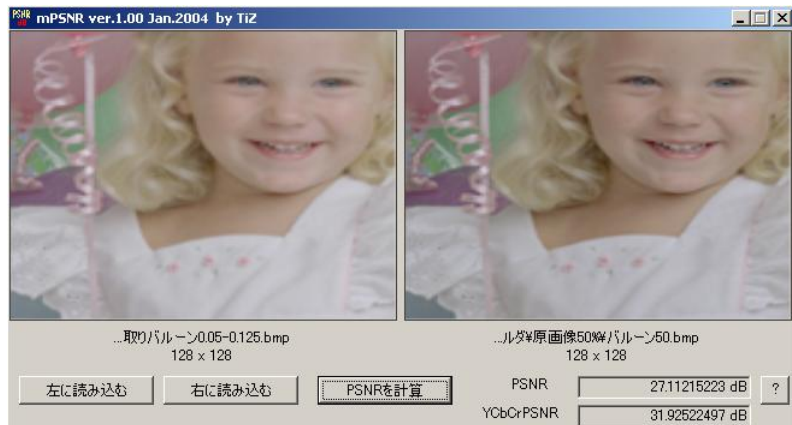 mPSNR ver.1.00 Jan.2004 by TiZ
...取りバルーン0.05-0.125.bmp
128 x 128
...ルダ¥原画像50%¥バルーン50.bmp
128 x 128
左に読み込む
右に読み込む
PSNRを計算
PSNR
27.11215223 dB
?
YCbCrPSNR
31.92522497 dB